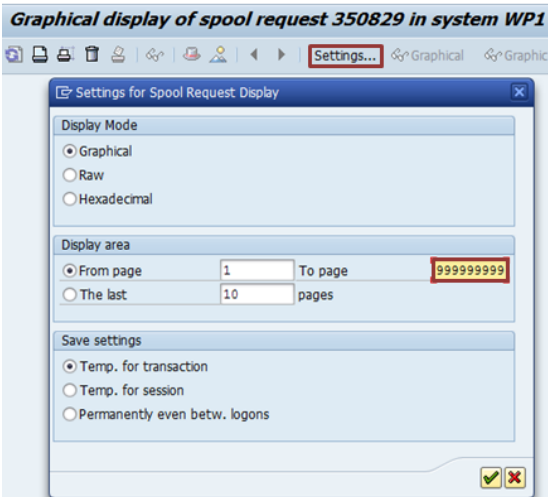 Graphical display of spool request 350829 in system WP1
Settings... Graphical Graphic
Settings for Spool Request Display
Display Mode
Graphical
Raw
Hexadecimal
Display area
From page 1 To page 999999999
The last 10 pages
Save settings
Temp. for transaction
Temp. for session
Permanently even betw. logons